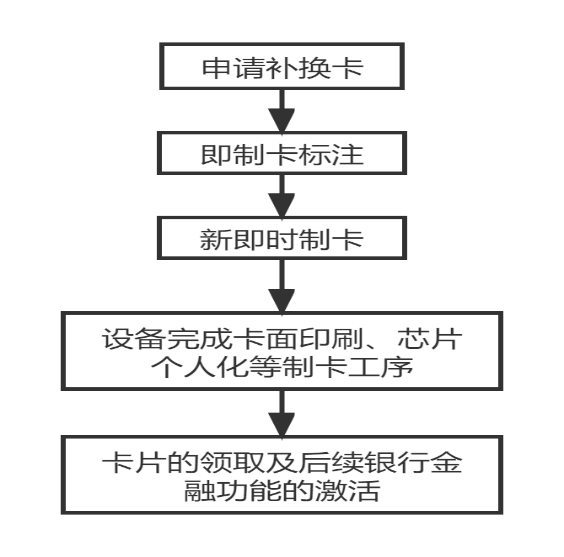 申请补换卡
即制卡标注
新即时制卡
设备完成卡面印刷、芯片
个人化等制卡工序
卡片的领取及后续银行金
融功能的激活